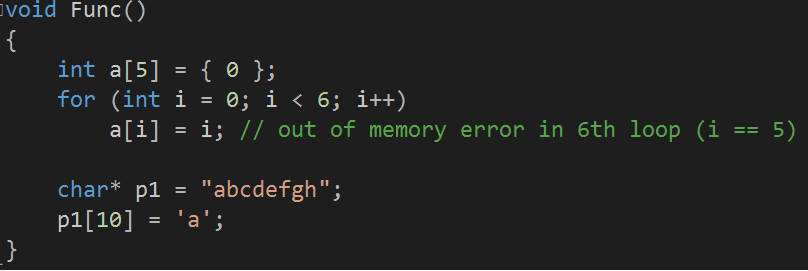 void Func()
{
    int a[5] = { 0 };
    for (int i = 0; i < 6; i++)
        a[i] = i; // out of memory error in 6th loop (i == 5)

    char* p1 = "abcdefgh";
    p1[10] = 'a';
}